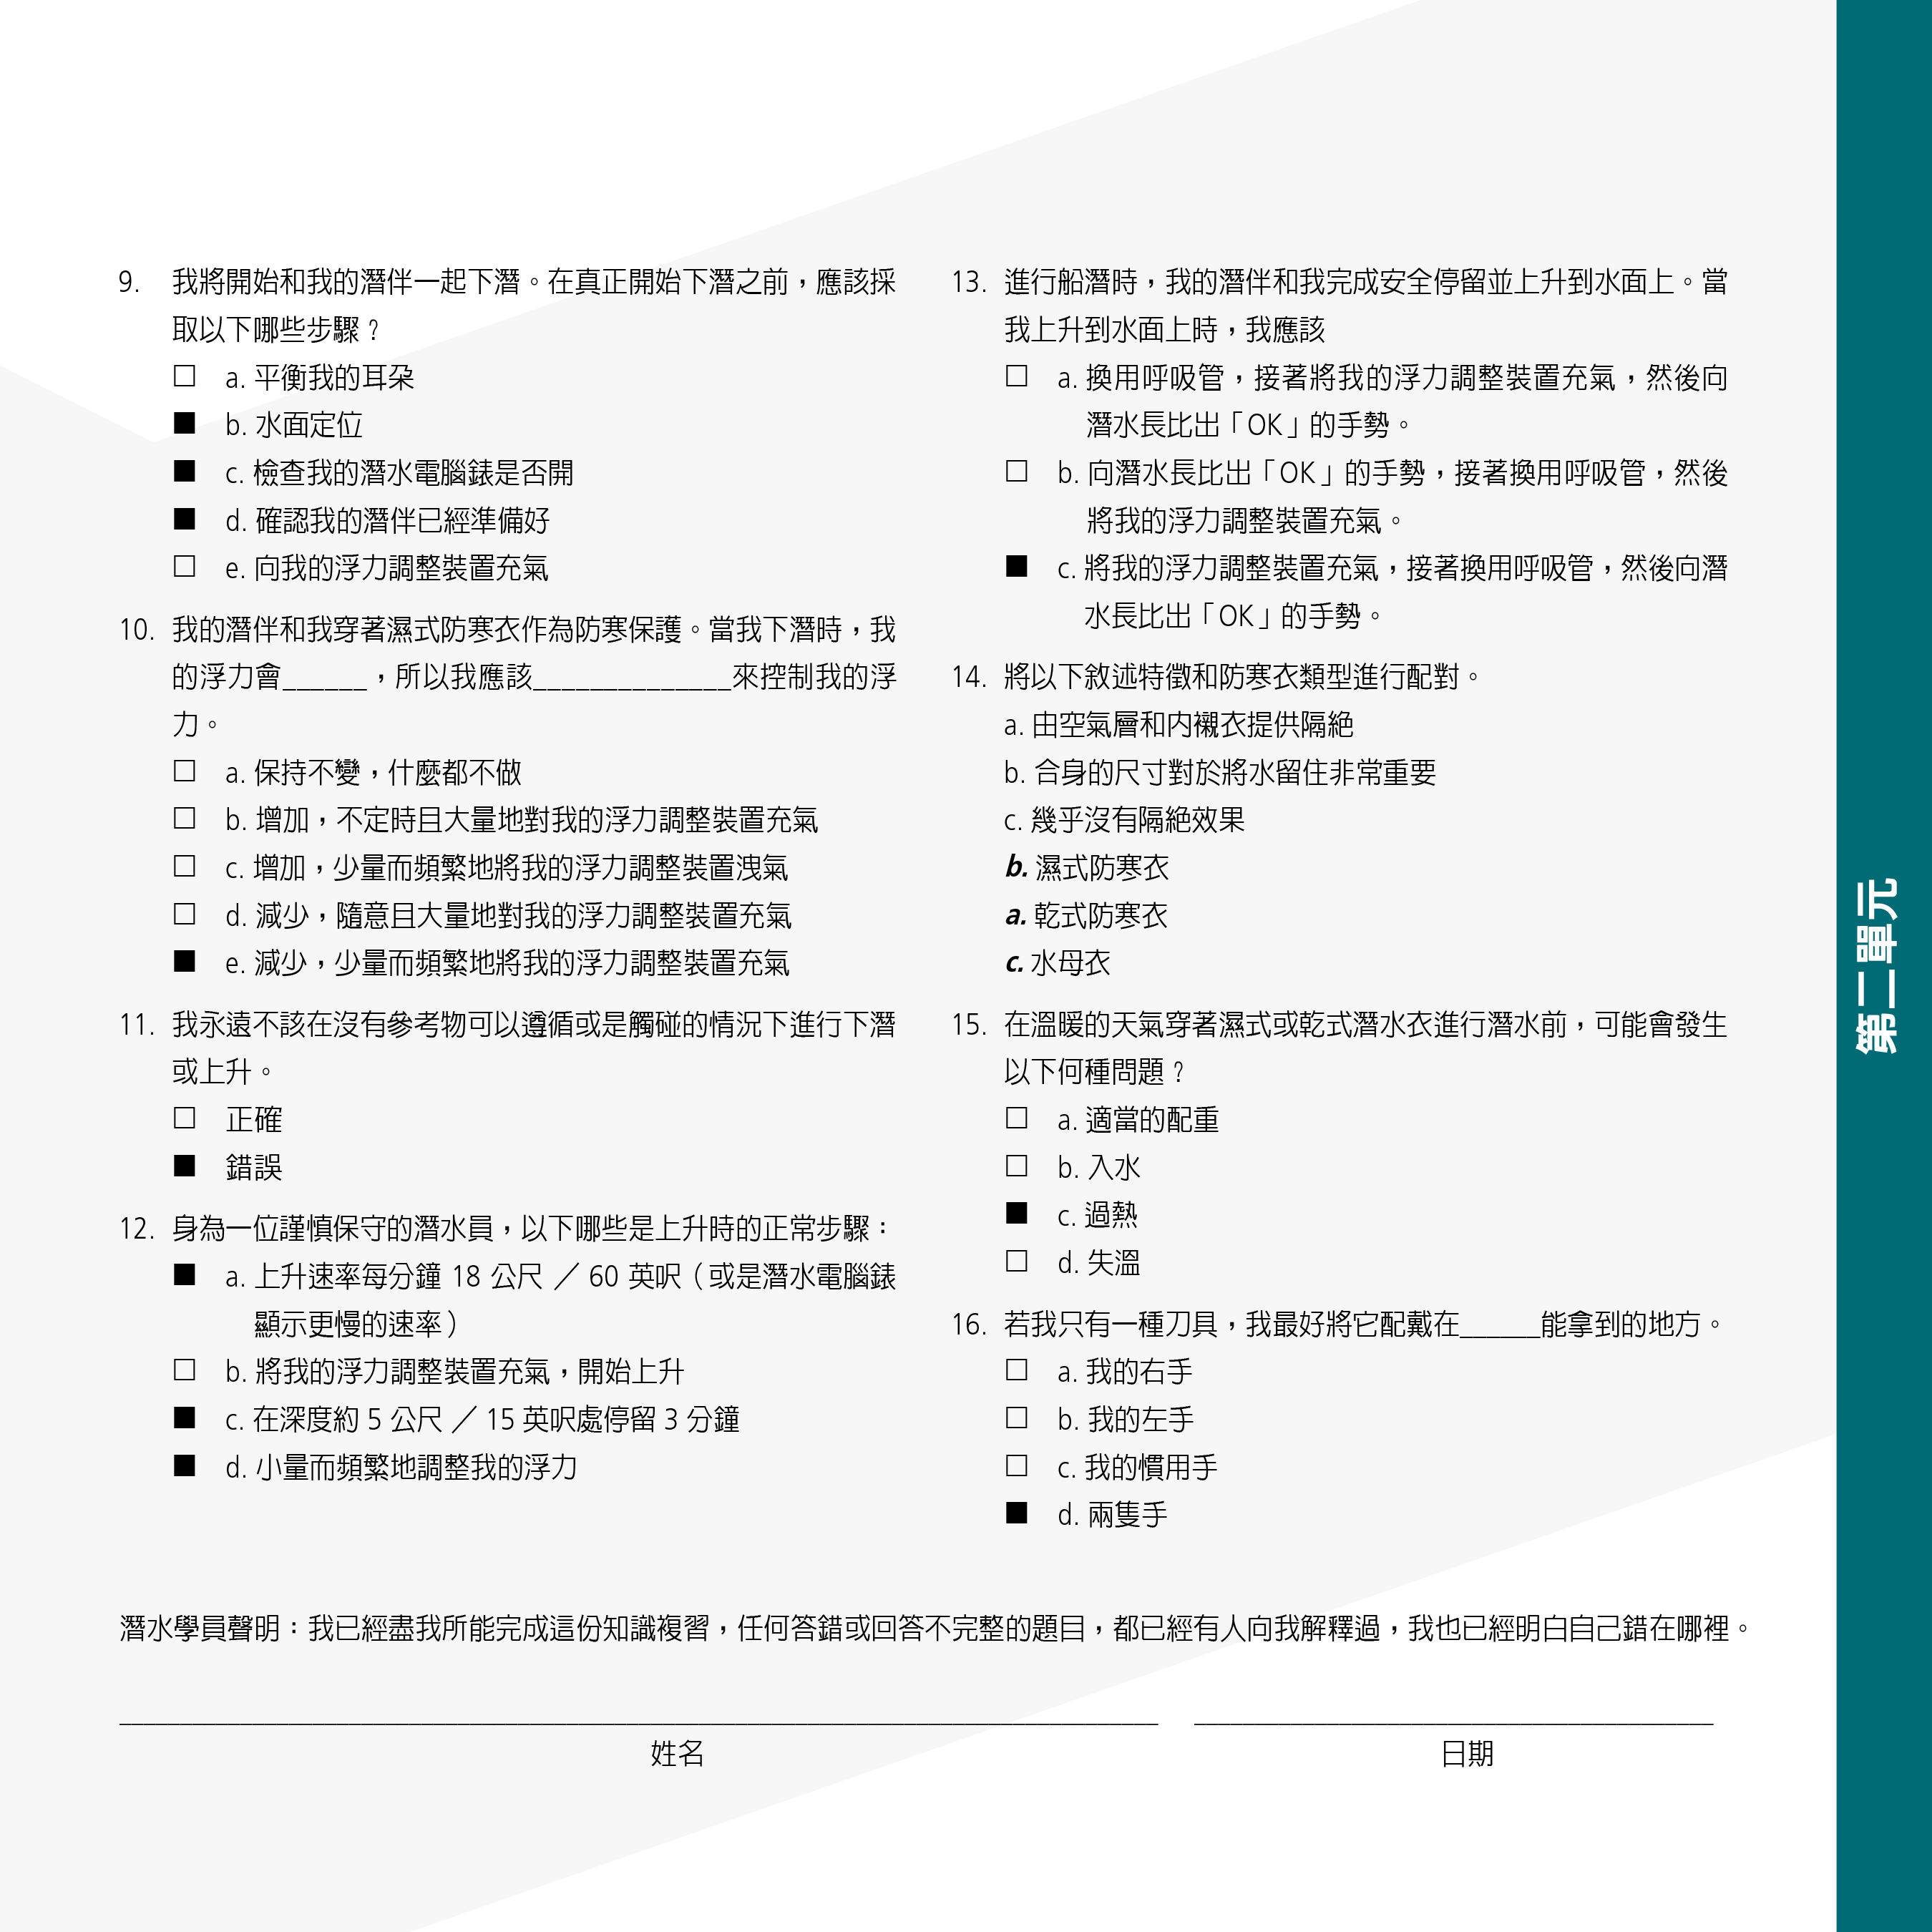 9. 我將開始和我的潛伴一起下潛。在真正開始下潛之前，應該採
取以下哪些步驟？
□ a. 平衡我的耳朵
■ b. 水面定位
■ c. 檢查我的潛水電腦錶是否開
■ d. 確認我的潛伴已經準備好
□ e. 向我的浮力調整裝置充氣
10. 我的潛伴和我穿著濕式防寒衣作為防寒保護。當我下潛時，我
的浮力會______，所以我應該______________來控制我的浮
力。
□ a. 保持不變，什麼都不做
□ b. 增加，不定時且大量地對我的浮力調整裝置充氣
□ c. 增加，少量而頻繁地將我的浮力調整裝置洩氣
□ d. 減少，隨意且大量地對我的浮力調整裝置充氣
■ e. 減少，少量而頻繁地將我的浮力調整裝置充氣
11. 我永遠不該在沒有參考物可以遵循或是觸碰的情況下進行下潛
或上升。
□ 正確
■ 錯誤
12. 身為一位謹慎保守的潛水員，以下哪些是上升時的正常步驟：
■ a. 上升速率每分鐘 18 公尺 ／ 60 英呎（或是潛水電腦錶
顯示更慢的速率）
□ b. 將我的浮力調整裝置充氣，開始上升
■ c. 在深度約 5 公尺 ／ 15 英呎處停留 3 分鐘
■ d. 小量而頻繁地調整我的浮力
13. 進行船潛時，我的潛伴和我完成安全停留並上升到水面上。當
我上升到水面上時，我應該
□ a. 換用呼吸管，接著將我的浮力調整裝置充氣，然後向
潛水長比出「OK」的手勢。
□ b. 向潛水長比出「OK」的手勢，接著換用呼吸管，然後
將我的浮力調整裝置充氣。
■ c. 將我的浮力調整裝置充氣，接著換用呼吸管，然後向潛
水長比出「OK」的手勢。
14. 將以下敘述特徵和防寒衣類型進行配對。
a. 由空氣層和內襯衣提供隔絕
b. 合身的尺寸對於將水留住非常重要
c. 幾乎沒有隔絕效果
b. 濕式防寒衣
a. 乾式防寒衣
c. 水母衣
15. 在溫暖的天氣穿著濕式或乾式潛水衣進行潛水前，可能會發生
以下何種問題？
□ a. 適當的配重
□ b. 入水
■ c. 過熱
□ d. 失溫
16. 若我只有一種刀具，我最好將它配戴在______能拿到的地方。
□ a. 我的右手
□ b. 我的左手
□ c. 我的慣用手
■ d. 兩隻手
潛水學員聲明：我已經盡我所能完成這份知識複習，任何答錯或回答不完整的題目，都已經有人向我解釋過，我也已經明白自己錯在哪裡。
姓名
日期
第二單元